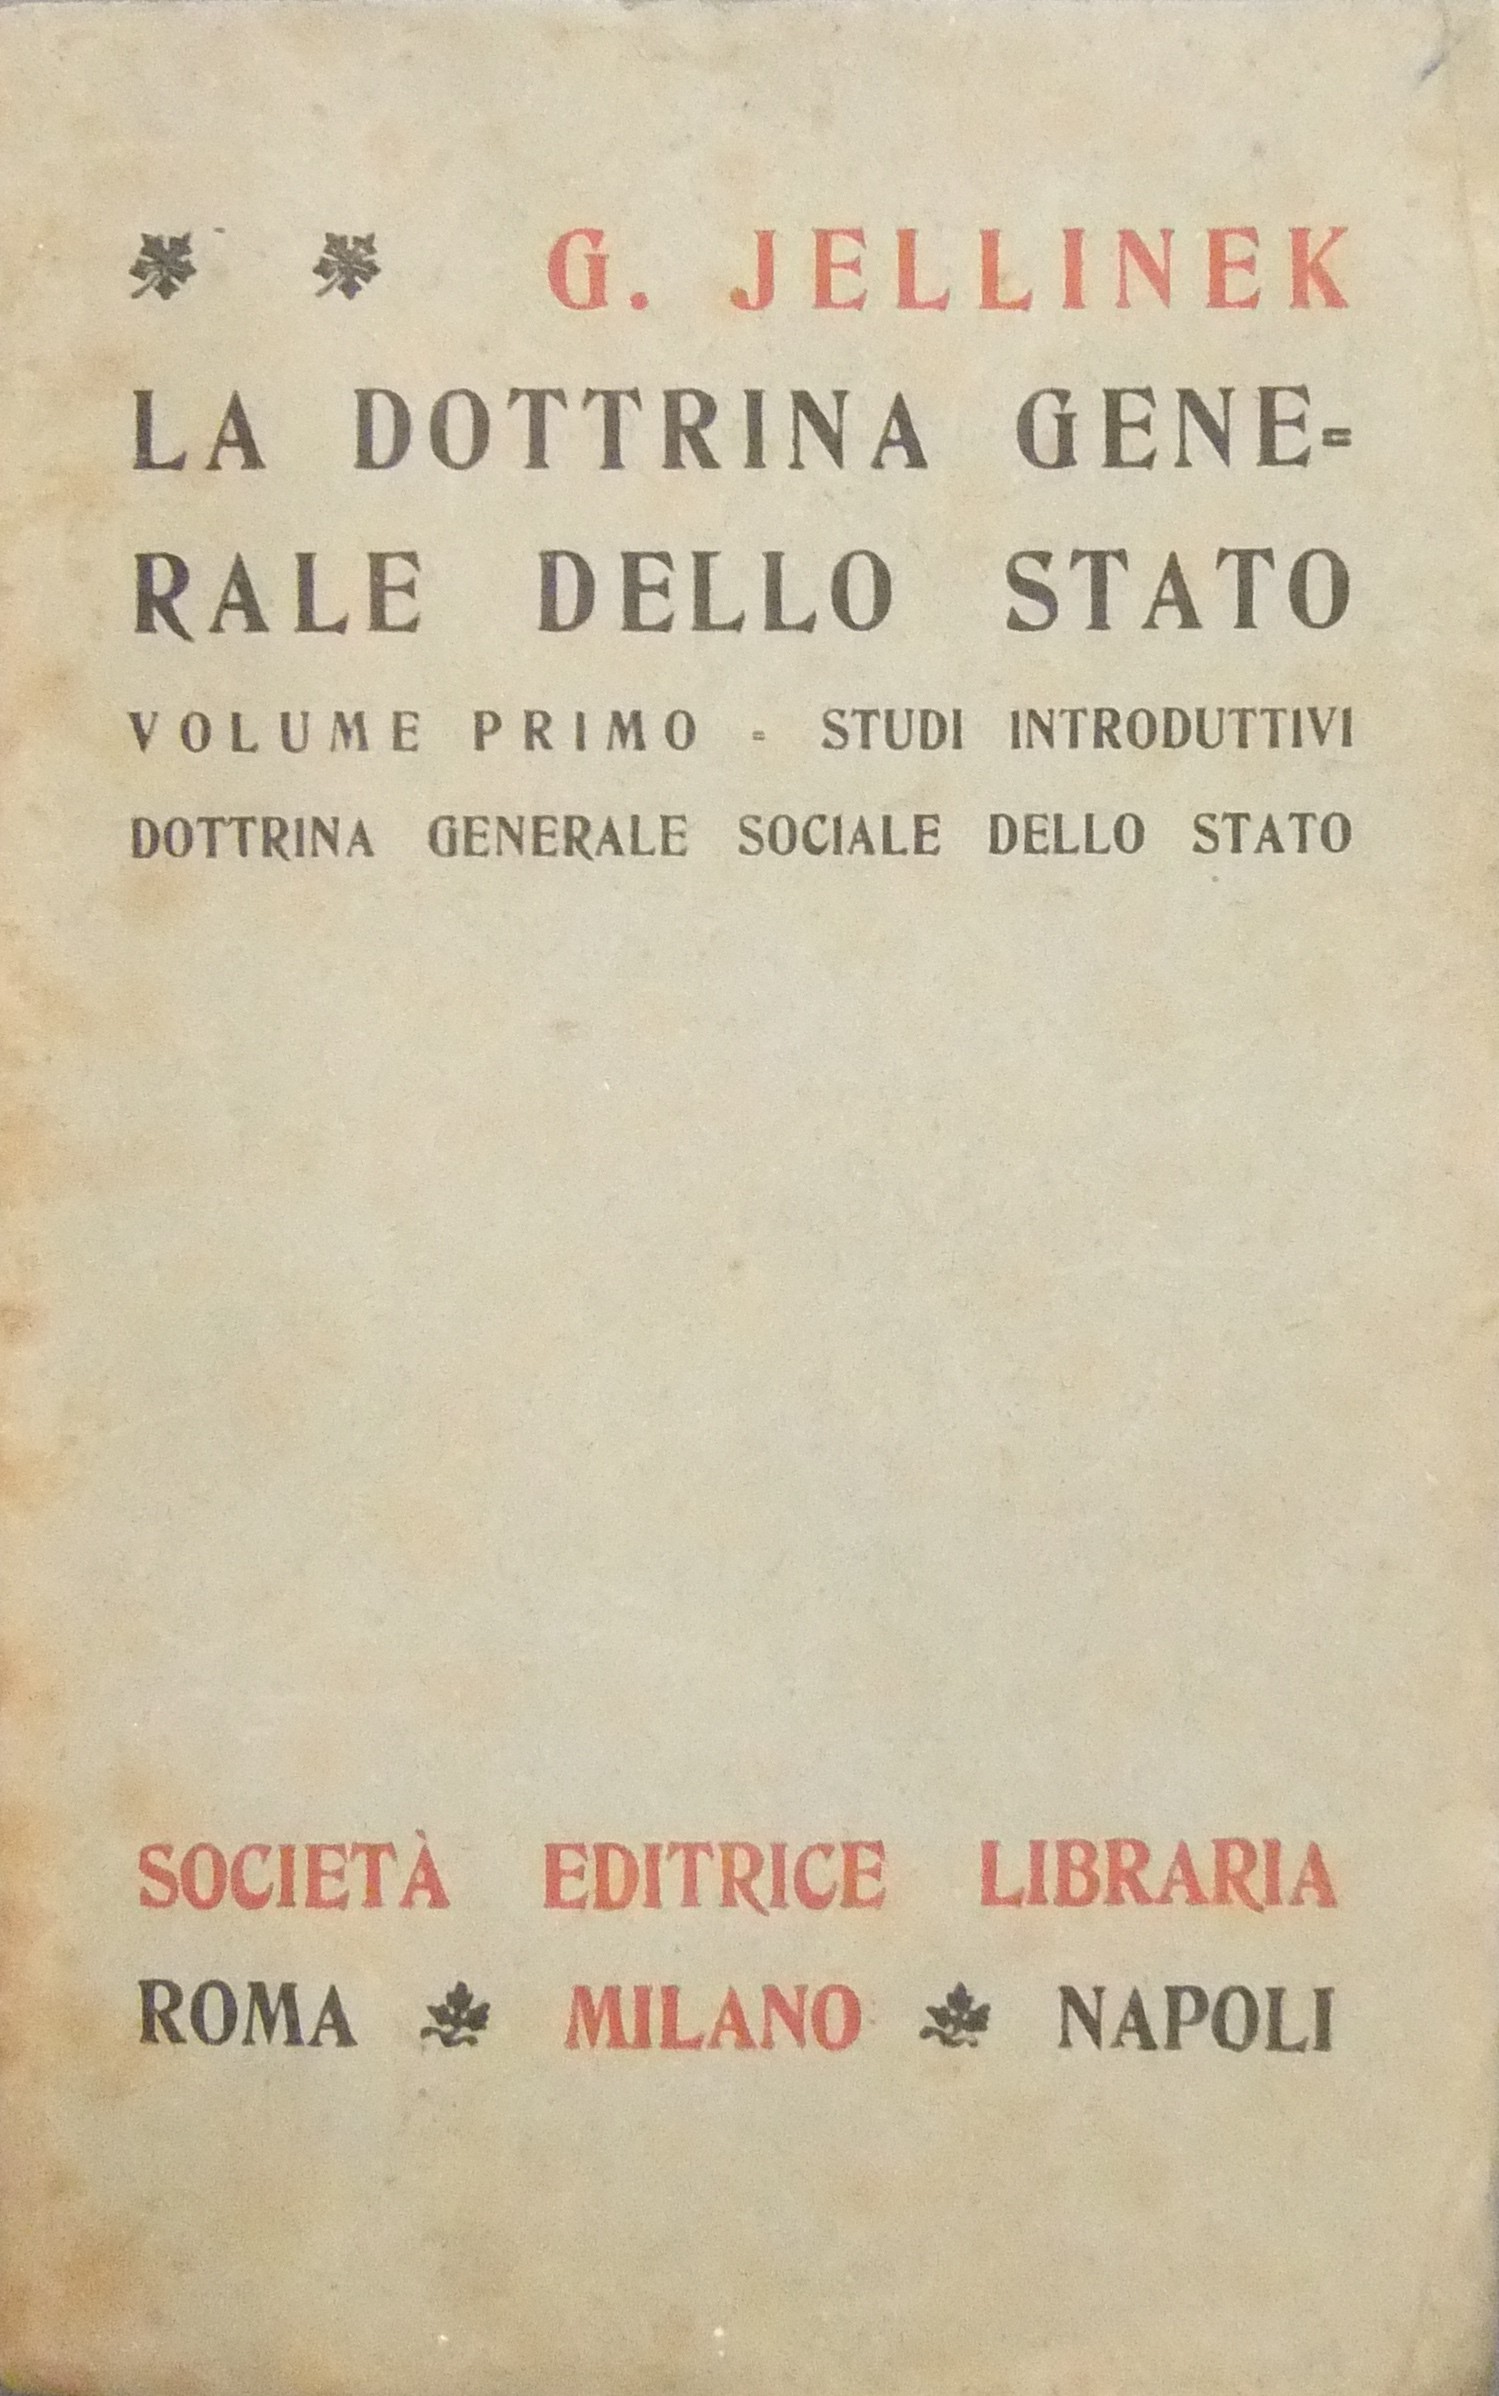 G. JELLINEK
LA DOTTRINA GENE=
RALE DELLO STATO
VOLUME PRIMO = STUDI INTRODUTTIVI
DOTTRINA GENERALE SOCIALE DELLO STATO
SOCIETÀ EDITRICE LIBRARIA
ROMA MILANO NAPOLI